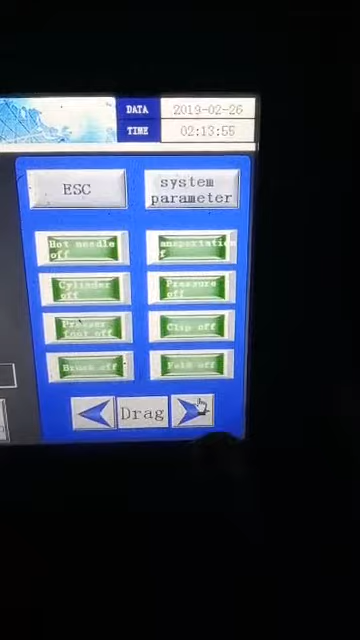 DATA 2019-02-26
TIME 02:13:55
ESC
system
parameter
Hot needle
off
ansportation
f
Cylinder
off
Pressure
off
Presser
foot off
Clip off
Brush off
Fold off
Drag